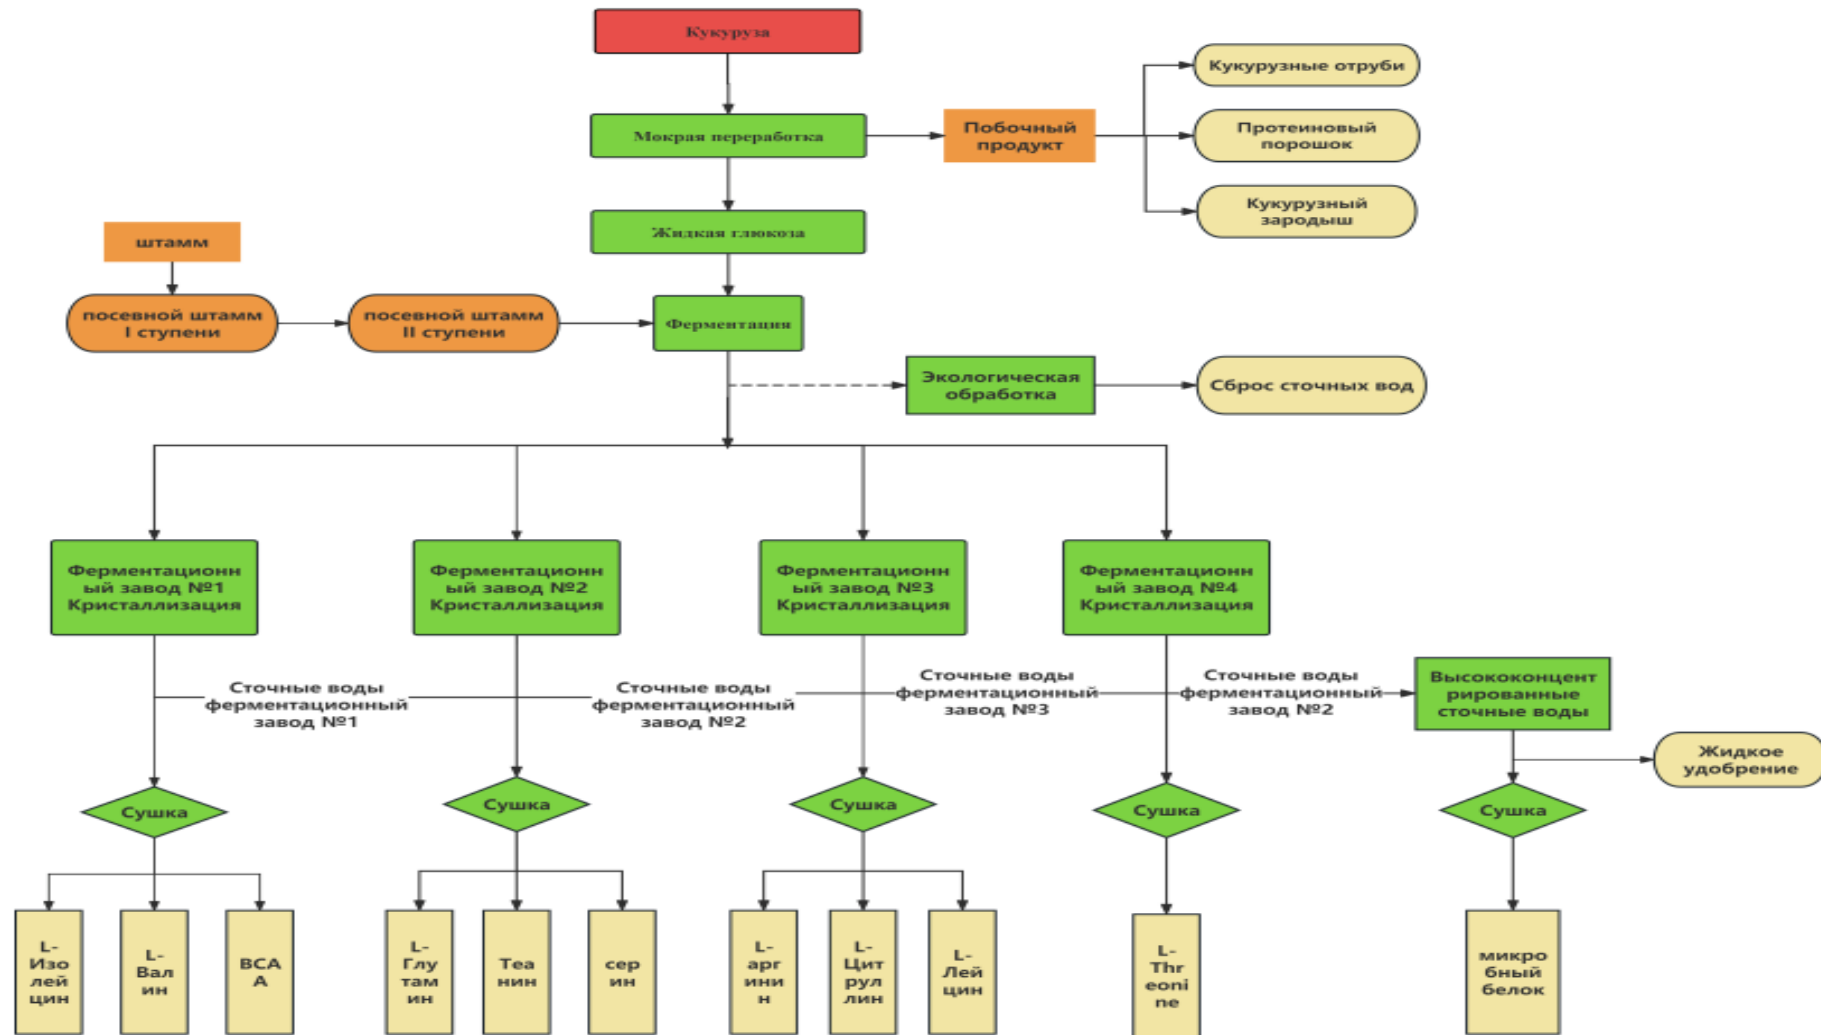 Кукуруза
Кукурузные отруби
Мокрая переработка
Побочный
продукт
Протеиновый
порошок
Кукурузный
зародыш
Жидкая глюкоза
штамм
посевной штамм
I ступени
посевной штамм
II ступени
Ферментация
Экологическая
обработка
Сброс сточных вод
Ферментационн
ый завод №1
Кристаллизация
Ферментационн
ый завод №2
Кристаллизация
Ферментационн
ый завод №3
Кристаллизация
Ферментационн
ый завод №4
Кристаллизация
Сточные воды
ферментационный
завод №1
Сточные воды
ферментационный
завод №2
Сточные воды
ферментационный
завод №3
Сточные воды
ферментационный
завод №2
Высококонцент
рированные
сточные воды
Жидкое
удобрение
Сушка
Сушка
Сушка
Сушка
Сушка
L-
Изо
лей
цин
L-
Вал
ин
BCA
A
L-
Глу
там
ин
Теа
нин
сер
ин
L-
арг
ини
н
L-
Цит
рул
лин
L-
Лей
цин
L-
Thr
eoni
ne
микро
бный
белок